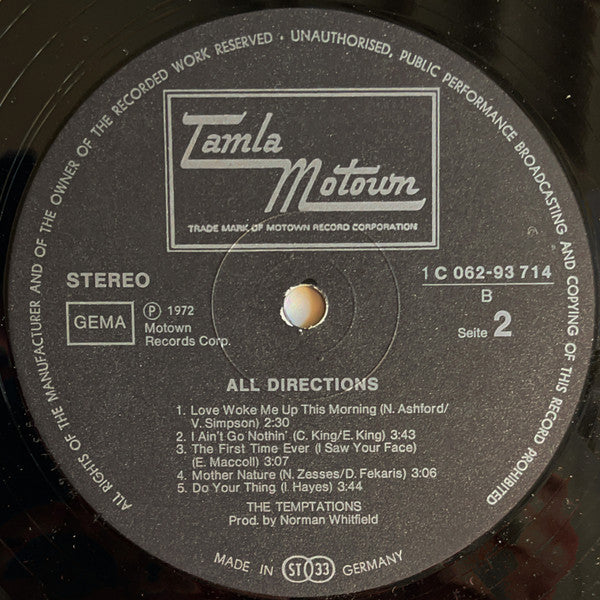 ALL RIGHTS OF THE MANUFACTURER AND OF THE OWNER OF THE RECORDED WORK RESERVED · UNAUTHORISED, PUBLIC PERFORMANCE BROADCASTING AND COPYING OF THIS RECORD PROHIBITED
Tamla
Motown
TRADE MARK OF MOTOWN RECORD CORPORATION
STEREO
GEMA
Ⓟ 1972
Motown
Records Corp.
1 C 062-93 714
B
Seite 2
ALL DIRECTIONS
1. Love Woke Me Up This Morning (N. Ashford/
V. Simpson) 2:30
2. I Ain't Go Nothin' (C. King/E. King) 3:43
3. The First Time Ever (I Saw Your Face)
(E. Maccoll) 3:07
4. Mother Nature (N. Zesses/D. Fekaris) 3:06
5. Do Your Thing (I. Hayes) 3:44
THE TEMPTATIONS
Prod. by Norman Whitfield
MADE IN ST 33 GERMANY